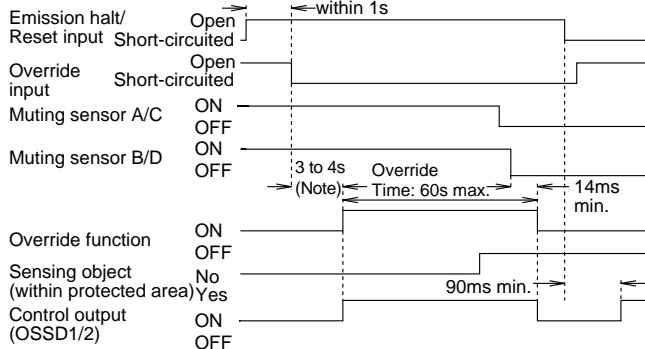 within 1s
Emission halt/ Open
Reset input Short-circuited
Override Open
input Short-circuited
Muting sensor A/C ON
OFF
Muting sensor B/D ON
OFF
3 to 4s
(Note)
Override
Time: 60s max.
14ms
min.
Override function ON
OFF
Sensing object No
(within protected area) Yes
90ms min.
Control output ON
(OSSD1/2) OFF